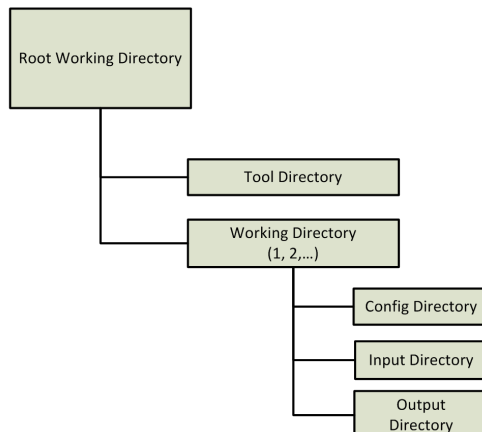 Root Working Directory
Tool Directory
Working Directory
(1, 2,...)
Config Directory
Input Directory
Output
Directory